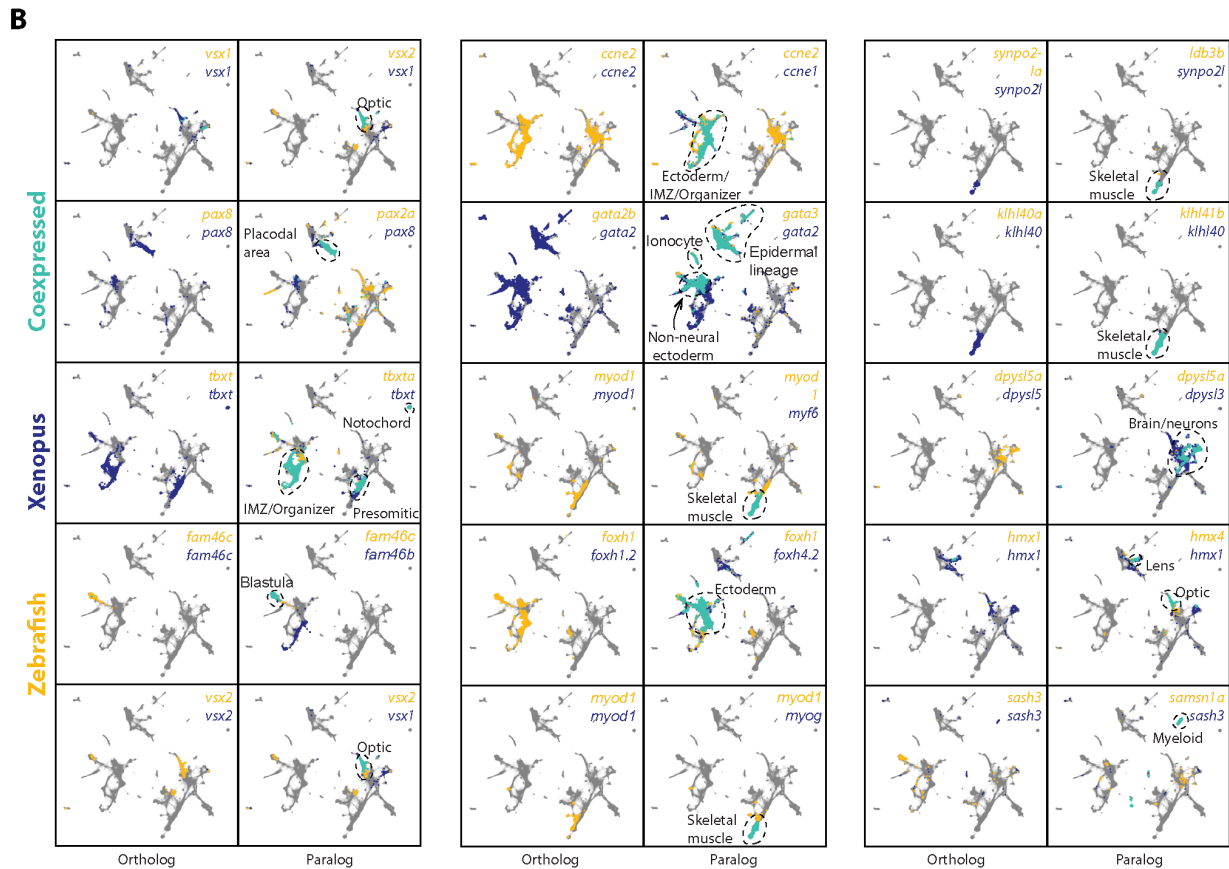 B
Coexpressed
Xenopus
Zebrafish
vsx1
vsx1
vsx2
vsx1
Optic
pax8
pax8
pax2a
pax8
Placodal
area
tbxt
tbxt
tbxta
tbxt
Notochord
IMZ/Organizer
Presomitic
fam46c
fam46c
fam46c
fam46b
Blastula
vsx2
vsx2
vsx2
vsx1
Optic
Ortholog
Paralog
ccne2
ccne2
ccne2
ccne1
Ectoderm/
IMZ/Organizer
gata2b
gata2
gata3
gata2
Ionocyte
Epidermal
lineage
Non-neural
ectoderm
myod1
myod1
myod
1
myf6
Skeletal
muscle
foxh1
foxh1.2
foxh1
foxh4.2
Ectoderm
myod1
myod1
myod1
myog
Skeletal
muscle
Ortholog
Paralog
synpo2-
la
synpo2l
ldb3b
synpo2l
Skeletal
muscle
klhl40a
klhl40
klhl41b
klhl40
Skeletal
muscle
dpysl5a
dpysl5
dpysl5a
dpysl3
Brain/neurons
hmx1
hmx1
hmx4
hmx1
Lens
Optic
sash3
sash3
samsn1a
sash3
Myeloid
Ortholog
Paralog